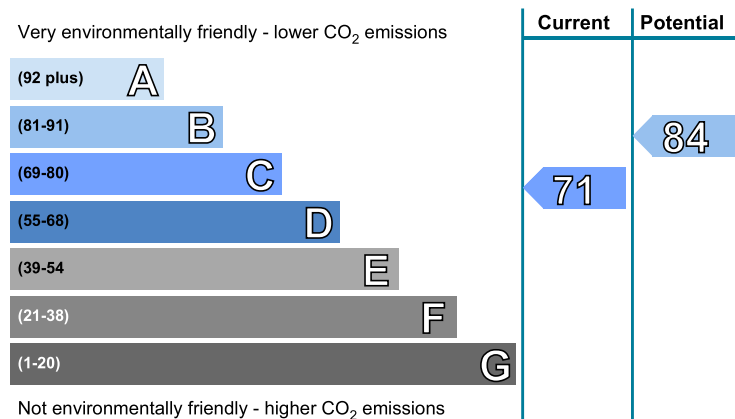 Very environmentally friendly - lower CO2 emissions
Current
Potential
(92 plus) A
(81-91) B
84
(69-80) C
71
(55-68) D
(39-54 E
(21-38) F
(1-20) G
Not environmentally friendly - higher CO2 emissions